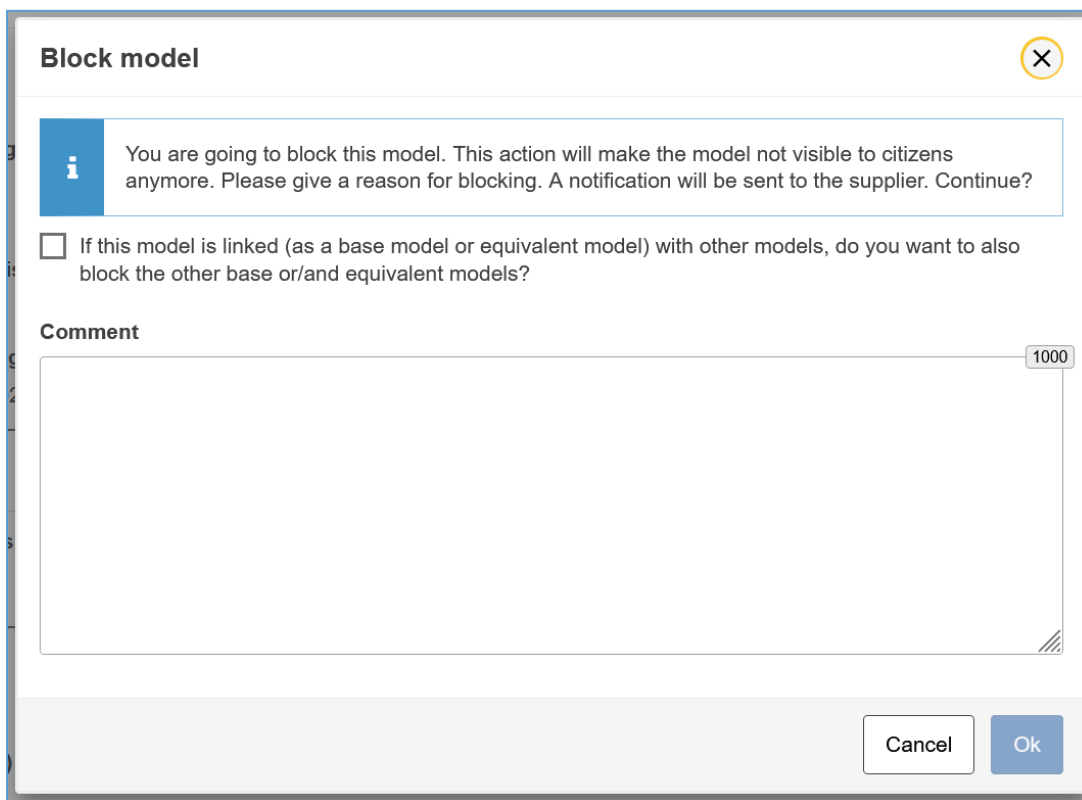 Block model
You are going to block this model. This action will make the model not visible to citizens
anymore. Please give a reason for blocking. A notification will be sent to the supplier. Continue?
If this model is linked (as a base model or equivalent model) with other models, do you want to also
block the other base or/and equivalent models?
Comment
1000
Cancel
Ok